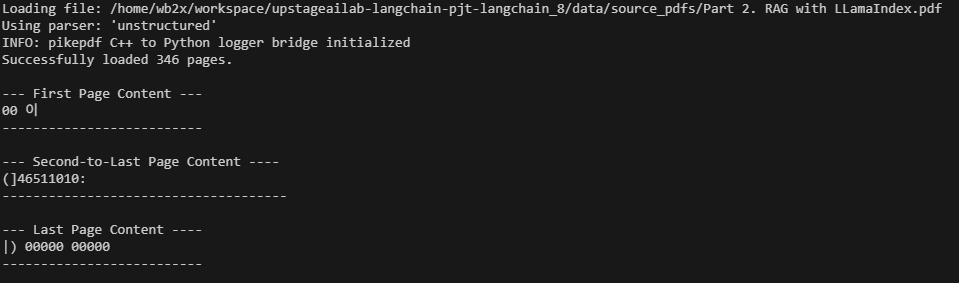 Loading file: /home/wb2x/workspace/upstageailab-langchain-pjt-langchain_8/data/source_pdfs/Part 2. RAG with LLamaIndex.pdf
Using parser: 'unstructured'
INFO: pikepdf C++ to Python logger bridge initialized
Successfully loaded 346 pages.
--- First Page Content ---
00 이
--------------------------
--- Second-to-Last Page Content ----
(]46511010:
-------------------------------------
--- Last Page Content ----
|) 00000 00000
--------------------------